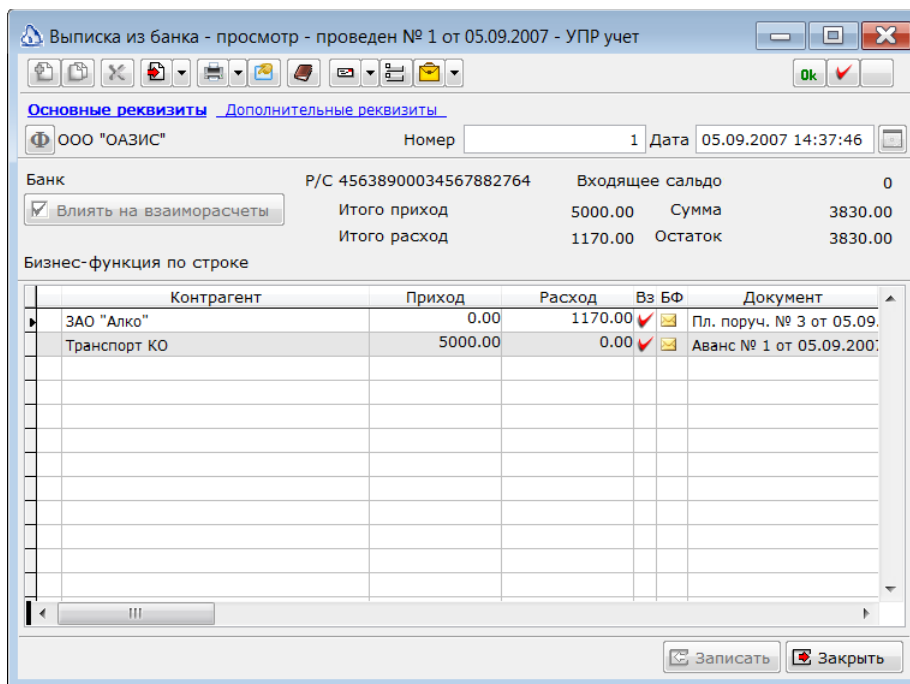 Выписка из банка - просмотр - проведен № 1 от 05.09.2007 - УПР учет
Ok
Основные реквизиты Дополнительные реквизиты
Ф ООО "ОАЗИС" Номер 1 Дата 05.09.2007 14:37:46
Банк Р/С 45638900034567882764 Входящее сальдо 0
Влиять на взаиморасчеты Итого приход 5000.00 Сумма 3830.00
Итого расход 1170.00 Остаток 3830.00
Бизнес-функция по строке
Контрагент Приход Расход Вз БФ Документ
ЗАО "Алко" 0.00 1170.00 Пл. поруч. № 3 от 05.09.
Транспорт КО 5000.00 0.00 Аванс № 1 от 05.09.2007
Записать Закрыть